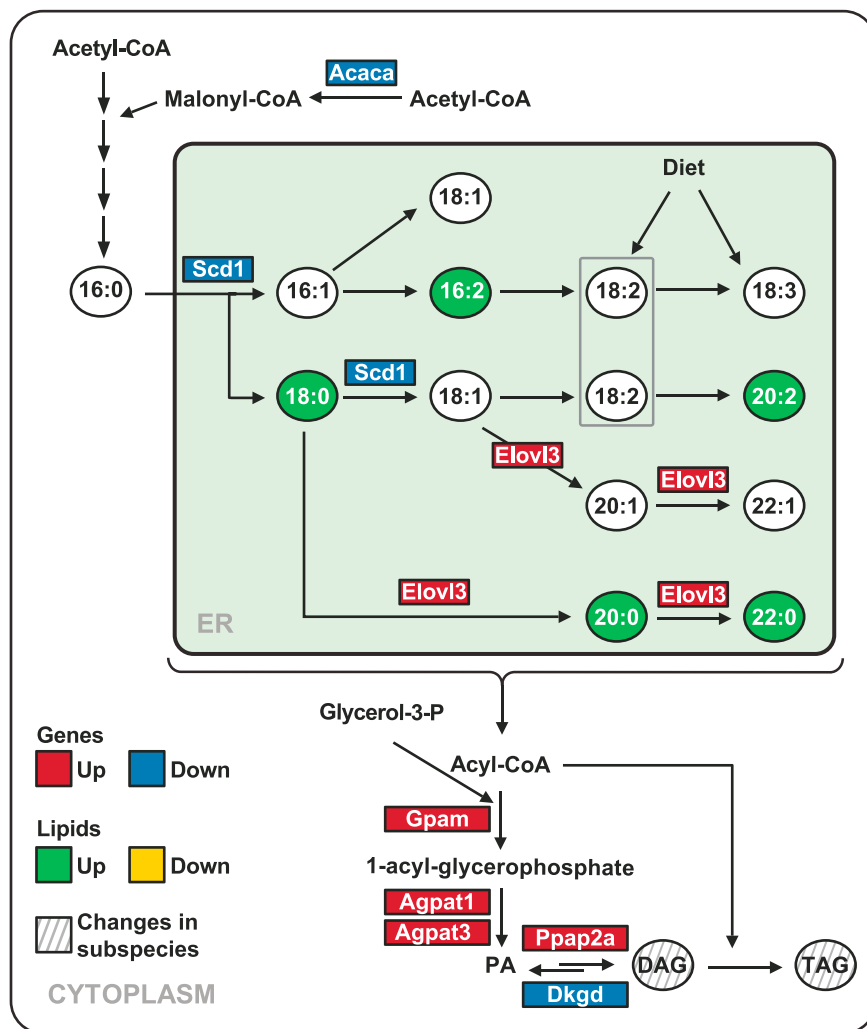 Acetyl-CoA
Acaca
Malonyl-CoA
Acetyl-CoA
Diet
18:1
Scd1
16:0
16:1
16:2
18:2
18:3
Scd1
18:0
18:1
18:2
20:2
Elovl3
Elovl3
20:1
22:1
Elovl3
Elovl3
20:0
22:0
ER
Glycerol-3-P
Genes
Up
Down
Acyl-CoA
Gpam
Lipids
Up
Down
1-acyl-glycerophosphate
Agpat1
Changes in
subspecies
Agpat3
Ppap2a
PA
DAG
TAG
Dkgd
CYTOPLASM